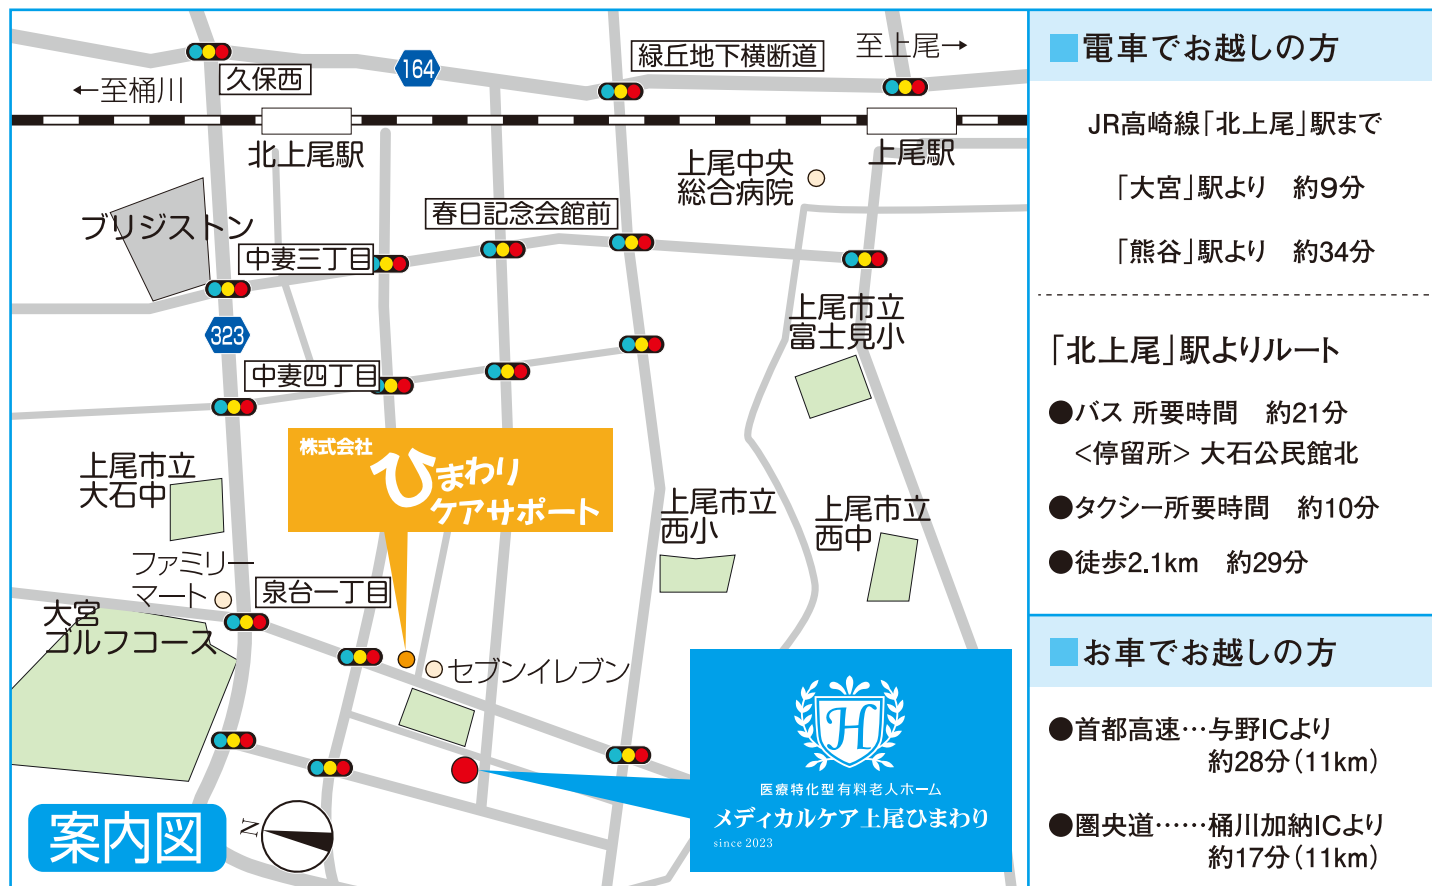 久保西
164
緑丘地下横断道
至上尾→
←至桶川
北上尾駅
上尾中央
総合病院
上尾駅
ブリジストン
春日記念会館前
中妻三丁目
323
中妻四丁目
上尾市立
富士見小
株式会社
ひまわり
ケアサポート
上尾市立
大石中
上尾市立
西小
上尾市立
西中
ファミリー
マート
泉台一丁目
大宮
ゴルフコース
セブンイレブン
H
医療特化型有料老人ホーム
メディカルケア上尾ひまわり
since 2023
案内図
N
■電車でお越しの方
JR高崎線「北上尾」駅まで
「大宮」駅より 約9分
「熊谷」駅より 約34分
「北上尾」駅よりルート
●バス 所要時間 約21分
<停留所> 大石公民館北
●タクシー所要時間 約10分
●徒歩2.1km 約29分
■お車でお越しの方
●首都高速…与野ICより
約28分(11km)
●圏央道……桶川加納ICより
約17分(11km)